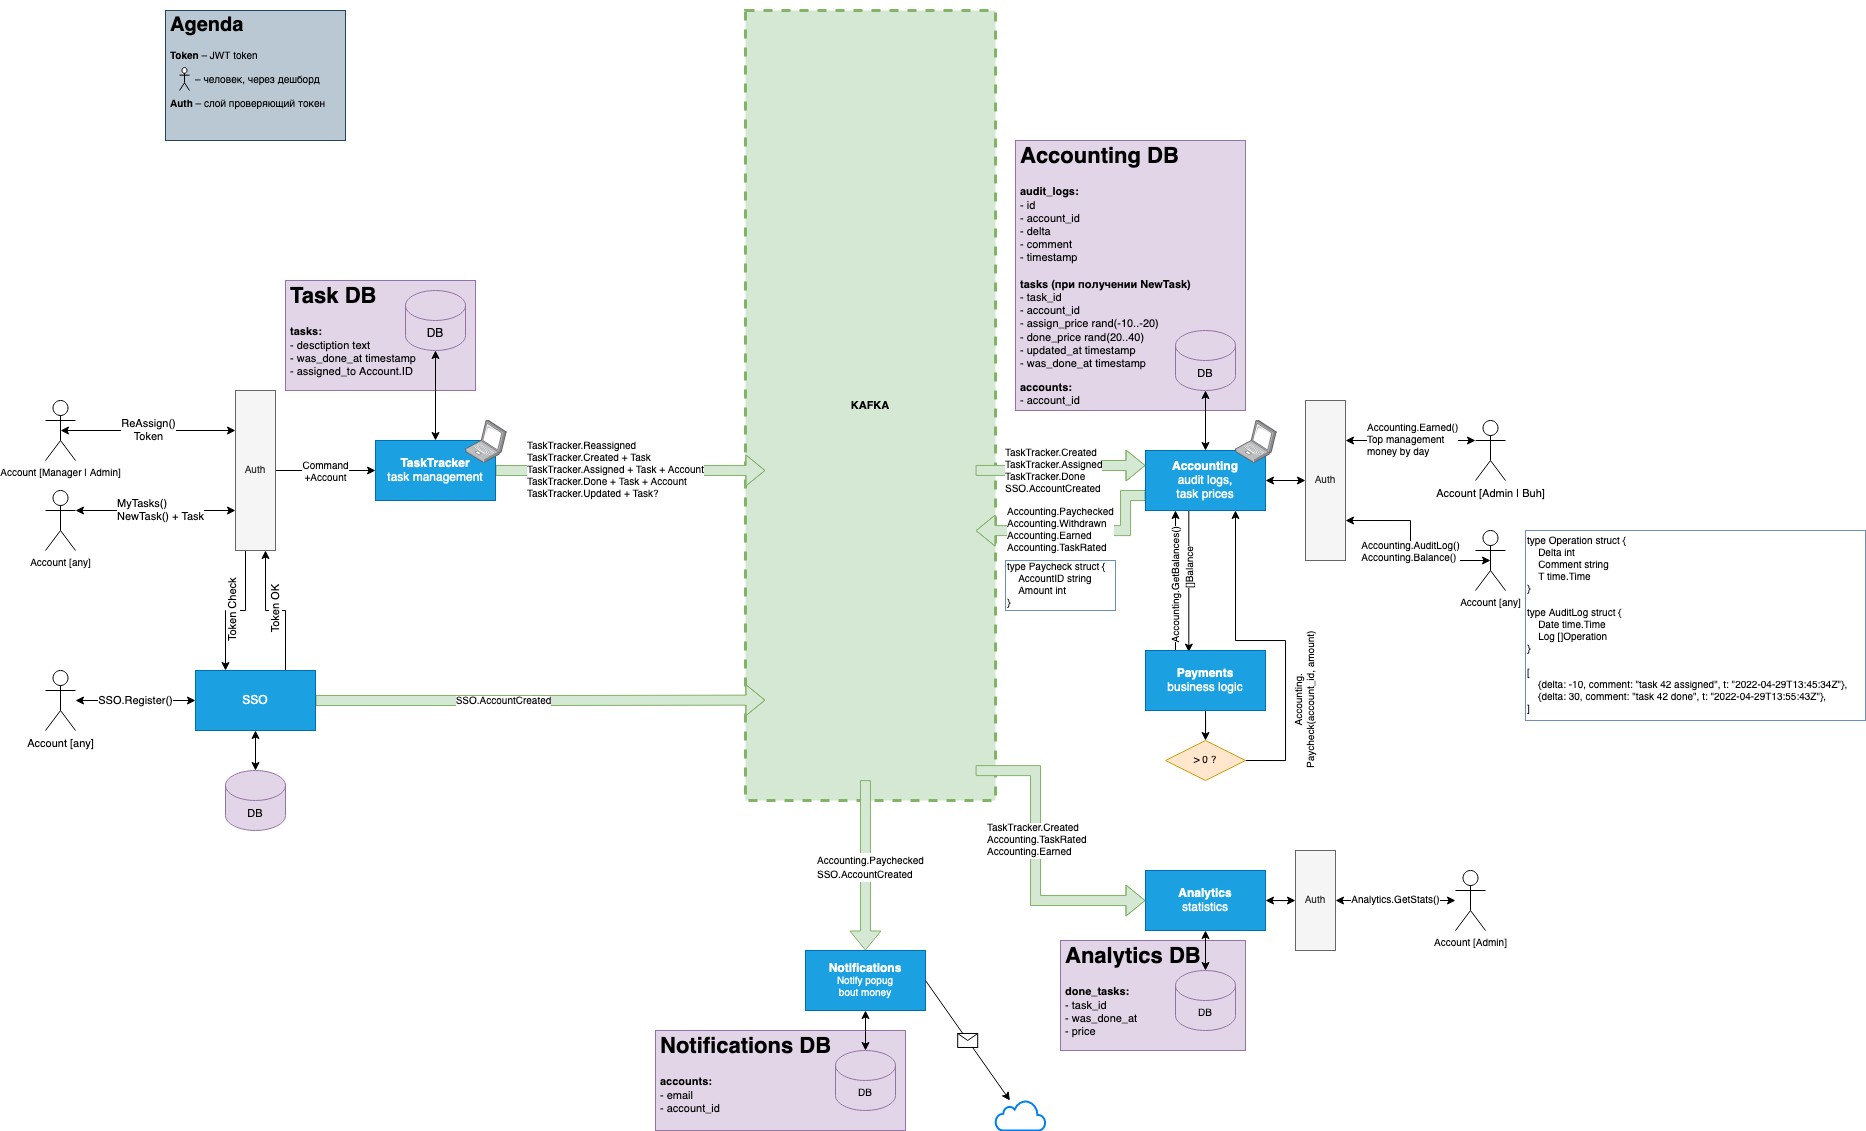 Agenda
Token – JWT token
– человек, через дешборд
Auth – слой проверяющий токен
KAFKA
Task DB
tasks:
- desctiption text
- was_done_at timestamp
- assigned_to Account.ID
DB
Account [Manager | Admin]
ReAssign()
Token
Account [any]
MyTasks()
NewTask() + Task
Auth
Command
+Account
TaskTracker
task management
TaskTracker.Reassigned
TaskTracker.Created + Task
TaskTracker.Assigned + Task + Account
TaskTracker.Done + Task + Account
TaskTracker.Updated + Task?
Token Check
Token OK
Account [any]
SSO.Register()
SSO
SSO.AccountCreated
DB
Accounting DB
audit_logs:
- id
- account_id
- delta
- comment
- timestamp
tasks (при получении NewTask)
- task_id
- account_id
- assign_price rand(-10..-20)
- done_price rand(20..40)
- updated_at timestamp
- was_done_at timestamp
accounts:
- account_id
DB
TaskTracker.Created
TaskTracker.Assigned
TaskTracker.Done
SSO.AccountCreated
Accounting
audit logs,
task prices
Accounting.Paychecked
Accounting.Withdrawn
Accounting.Earned
Accounting.TaskRated
type Paycheck struct {
AccountID string
Amount int
}
Auth
Accounting.Earned()
Top management
money by day
Account [Admin | Buh]
Accounting.AuditLog()
Accounting.Balance()
Account [any]
type Operation struct {
Delta int
Comment string
T time.Time
}
type AuditLog struct {
Date time.Time
Log []Operation
}
[
{delta: -10, comment: "task 42 assigned", t: "2022-04-29T13:45:34Z"},
{delta: 30, comment: "task 42 done", t: "2022-04-29T13:55:43Z"},
]
Accounting.GetBalances()
[]Balance
Payments
business logic
> 0 ?
Accounting.
Paycheck(account_id, amount)
TaskTracker.Created
Accounting.TaskRated
Accounting.Earned
Accounting.Paychecked
SSO.AccountCreated
Analytics
statistics
Auth
Analytics.GetStats()
Account [Admin]
Analytics DB
done_tasks:
- task_id
- was_done_at
- price
DB
Notifications
Notify popug
bout money
Notifications DB
accounts:
- email
- account_id
DB